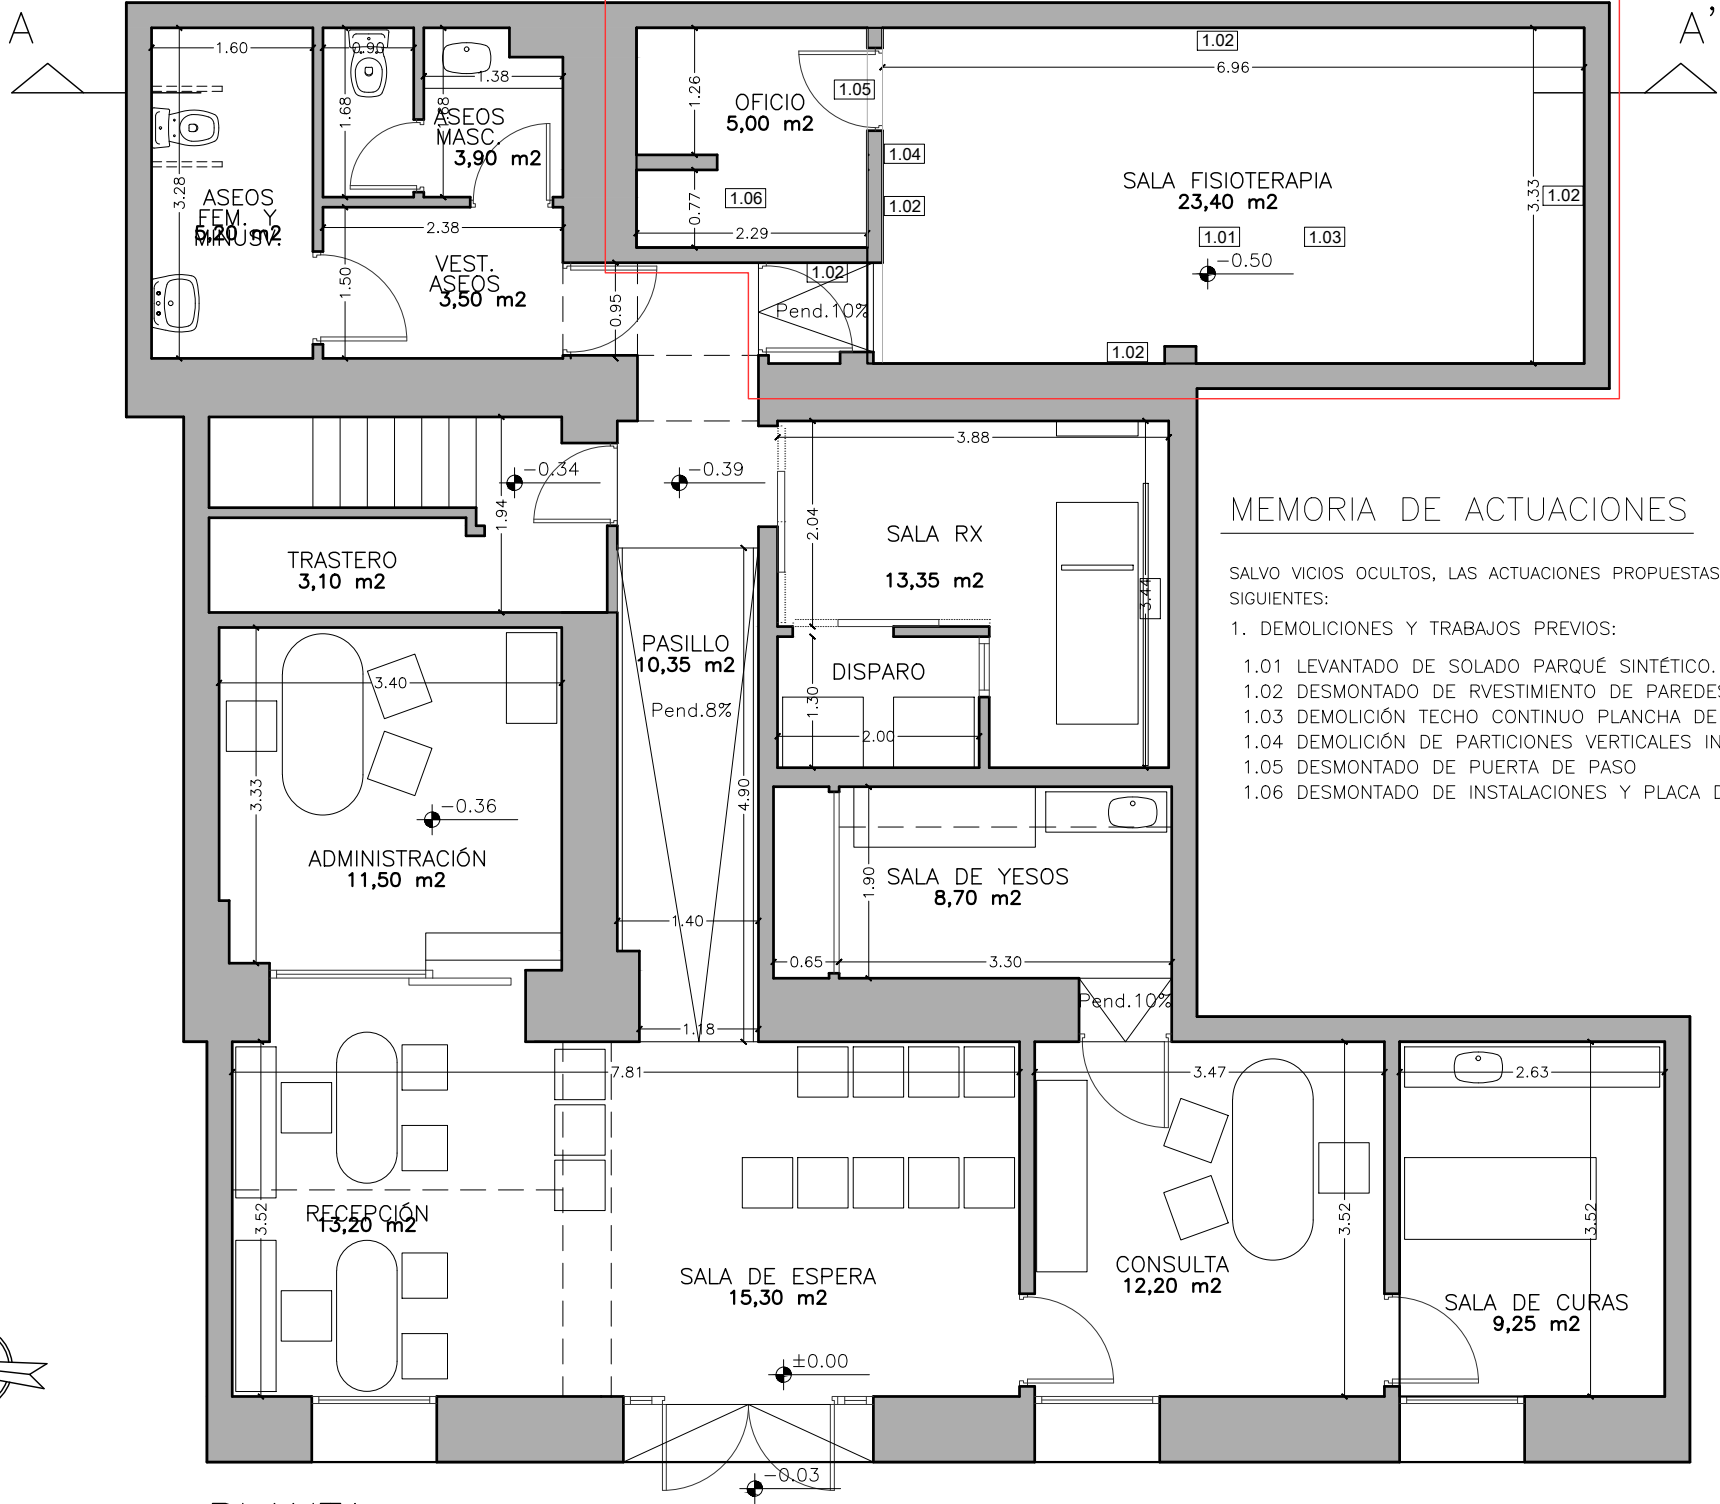 A
A'
1.60
0.90
1.38
1.26
1.02
6.96
1.05
OFICIO
5,00 m2
1.68
1.68
ASEOS
MASC.
3,90 m2
1.04
SALA FISIOTERAPIA
23,40 m2
3.28
ASEOS
FEM. Y
MINUSV.
5,20 m2
0.77
1.06
1.02
3.33
1.02
2.38
2.29
1.01
1.03
VEST.
ASEOS
3,50 m2
1.50
0.95
1.02
-0.50
Pend.10%
1.02
3.88
-0.34
-0.39
1.94
2.04
SALA RX
13,35 m2
MEMORIA DE ACTUACIONES
TRASTERO
3,10 m2
SALVO VICIOS OCULTOS, LAS ACTUACIONES PROPUESTAS
SIGUIENTES:
3.44
1. DEMOLICIONES Y TRABAJOS PREVIOS:
PASILLO
10,35 m2
DISPARO
1.01 LEVANTADO DE SOLADO PARQUÉ SINTÉTICO.
1.02 DESMONTADO DE RVESTIMIENTO DE PAREDES
1.03 DEMOLICIÓN TECHO CONTINUO PLANCHA DE
1.04 DEMOLICIÓN DE PARTICIONES VERTICALES IN
1.05 DESMONTADO DE PUERTA DE PASO
1.06 DESMONTADO DE INSTALACIONES Y PLACA D
3.40
Pend.8%
1.30
2.00
3.33
4.90
-0.36
ADMINISTRACIÓN
11,50 m2
1.90
SALA DE YESOS
8,70 m2
1.40
0.65
3.30
Pend.10%
1.18
7.81
3.47
2.63
RECEPCIÓN
13,20 m2
3.52
3.52
3.52
SALA DE ESPERA
15,30 m2
CONSULTA
12,20 m2
SALA DE CURAS
9,25 m2
±0.00
-0.03